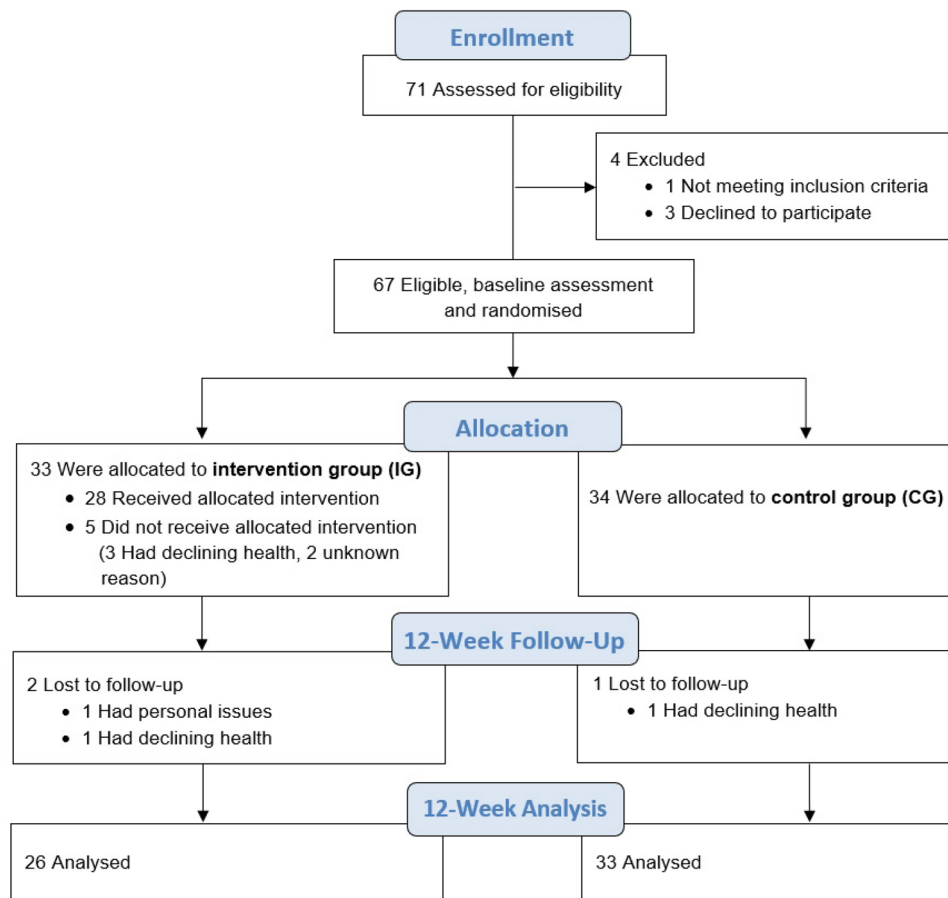 Enrollment
71 Assessed for eligibility
4 Excluded
• 1 Not meeting inclusion criteria
• 3 Declined to participate
67 Eligible, baseline assessment
and randomised
Allocation
33 Were allocated to intervention group (IG)
• 28 Received allocated intervention
• 5 Did not receive allocated intervention
(3 Had declining health, 2 unknown
reason)
34 Were allocated to control group (CG)
12-Week Follow-Up
2 Lost to follow-up
• 1 Had personal issues
• 1 Had declining health
1 Lost to follow-up
• 1 Had declining health
12-Week Analysis
26 Analysed
33 Analysed